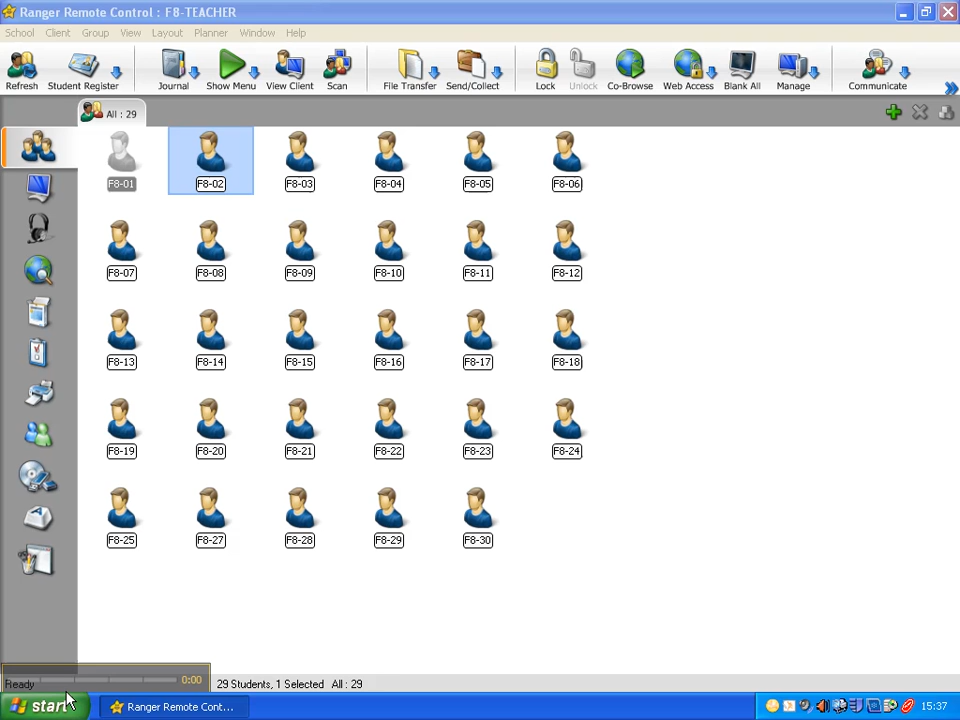 Ranger Remote Control : F8-TEACHER
School Client Group View Layout Planner Window Help
Refresh Student Register Journal Show Menu View Client Scan File Transfer Send/Collect Lock Unlock Co-Browse Web Access Blank All Manage Communicate
All : 29
F8-01 F8-02 F8-03 F8-04 F8-05 F8-06
F8-07 F8-08 F8-09 F8-10 F8-11 F8-12
F8-13 F8-14 F8-15 F8-16 F8-17 F8-18
F8-19 F8-20 F8-21 F8-22 F8-23 F8-24
F8-25 F8-27 F8-28 F8-29 F8-30
Ready 0:00 29 Students, 1 Selected All : 29
start Ranger Remote Cont... 15:37